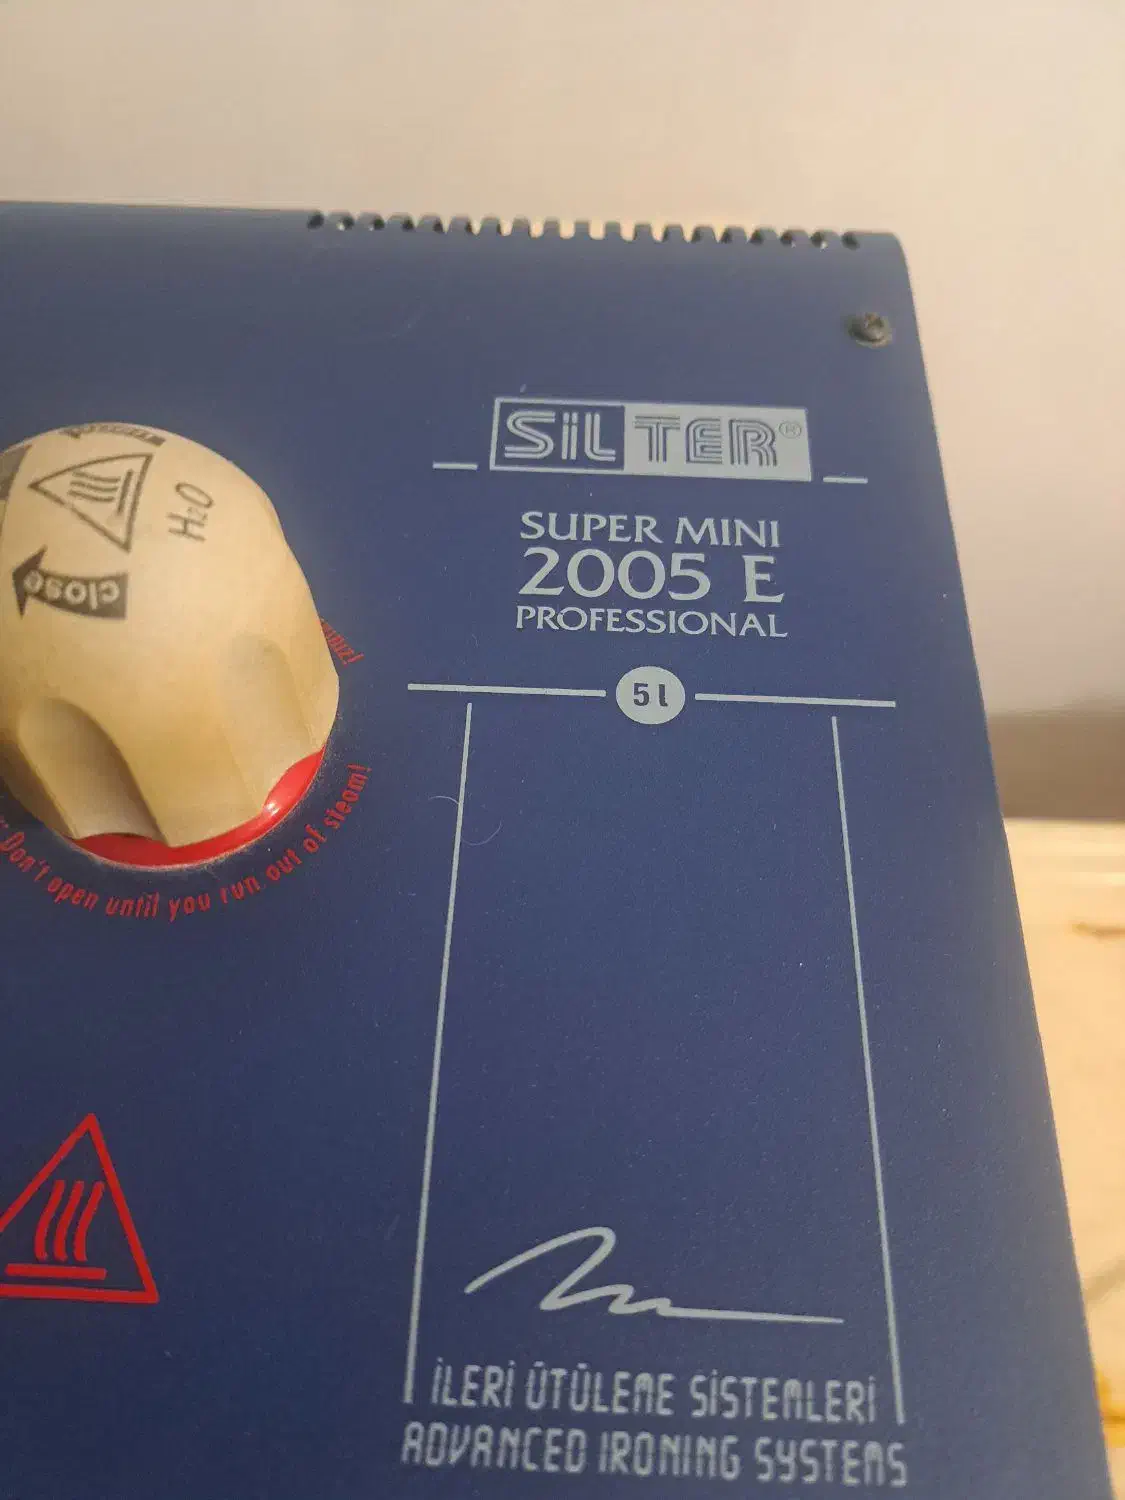 SiLTER®
SUPER MINI
2005 E
PROFESSIONAL
5 l
H2O
close
Don't open until you run out of steam!
İLERİ ÜTÜLEME SİSTEMLERİ
ADVANCED IRONING SYSTEMS